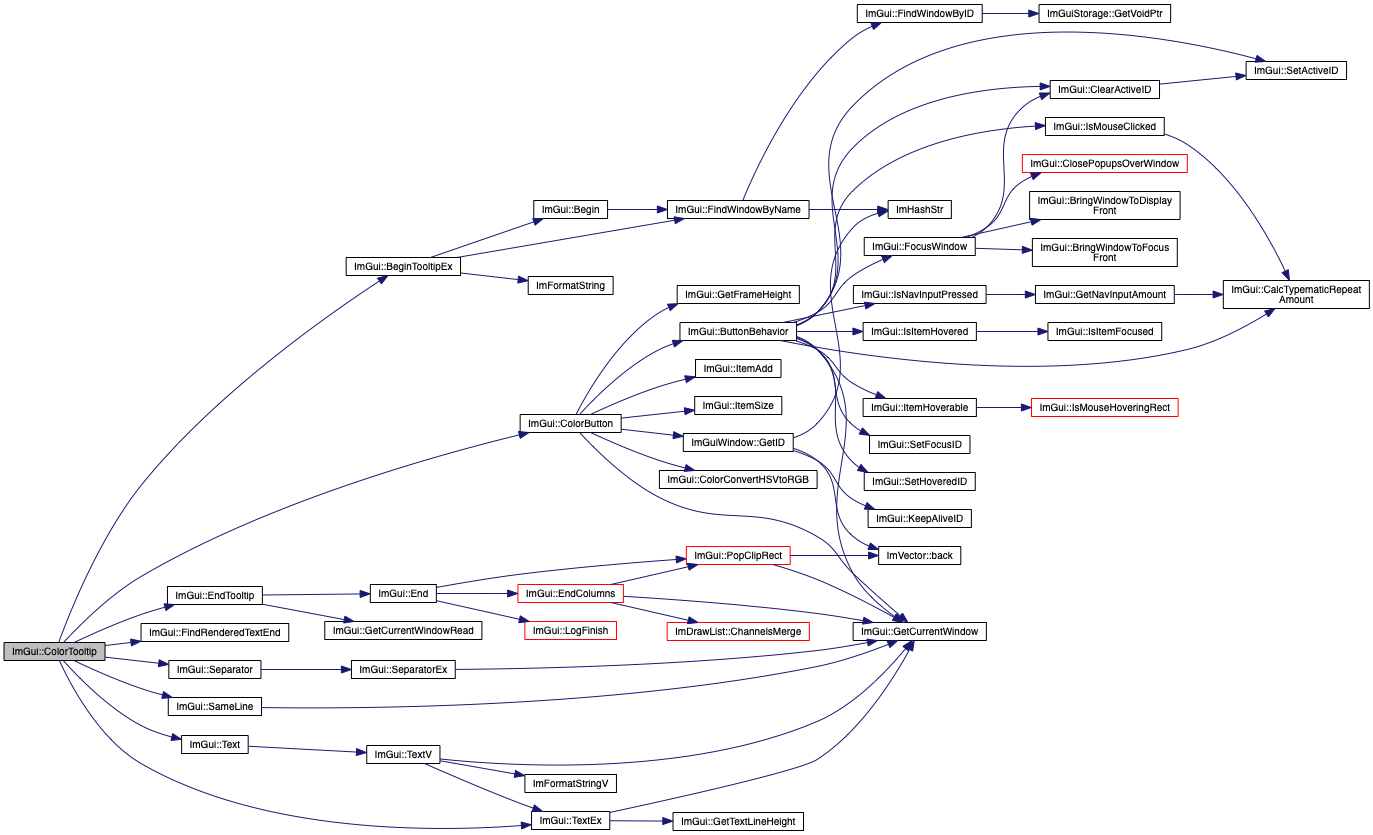 ImGui::FindWindowByID
ImGuiStorage::GetVoidPtr
ImGui::SetActiveID
ImGui::ClearActiveID
ImGui::IsMouseClicked
ImGui::ClosePopupsOverWindow
ImGui::Begin
ImGui::FindWindowByName
ImHashStr
ImGui::BringWindowToDisplay
Front
ImGui::FocusWindow
ImGui::BringWindowToFocus
Front
ImGui::BeginTooltipEx
ImFormatString
ImGui::GetFrameHeight
ImGui::IsNavInputPressed
ImGui::GetNavInputAmount
ImGui::CalcTypematicRepeat
Amount
ImGui::ButtonBehavior
ImGui::IsItemHovered
ImGui::IsItemFocused
ImGui::ItemAdd
ImGui::ItemSize
ImGui::ItemHoverable
ImGui::IsMouseHoveringRect
ImGui::ColorButton
ImGuiWindow::GetID
ImGui::SetFocusID
ImGui::ColorConvertHSVtoRGB
ImGui::SetHoveredID
ImGui::KeepAliveID
ImGui::PopClipRect
ImVector::back
ImGui::EndTooltip
ImGui::End
ImGui::EndColumns
ImGui::FindRenderedTextEnd
ImGui::GetCurrentWindowRead
ImGui::LogFinish
ImDrawList::ChannelsMerge
ImGui::GetCurrentWindow
ImGui::ColorTooltip
ImGui::Separator
ImGui::SeparatorEx
ImGui::SameLine
ImGui::Text
ImGui::TextV
ImFormatStringV
ImGui::TextEx
ImGui::GetTextLineHeight